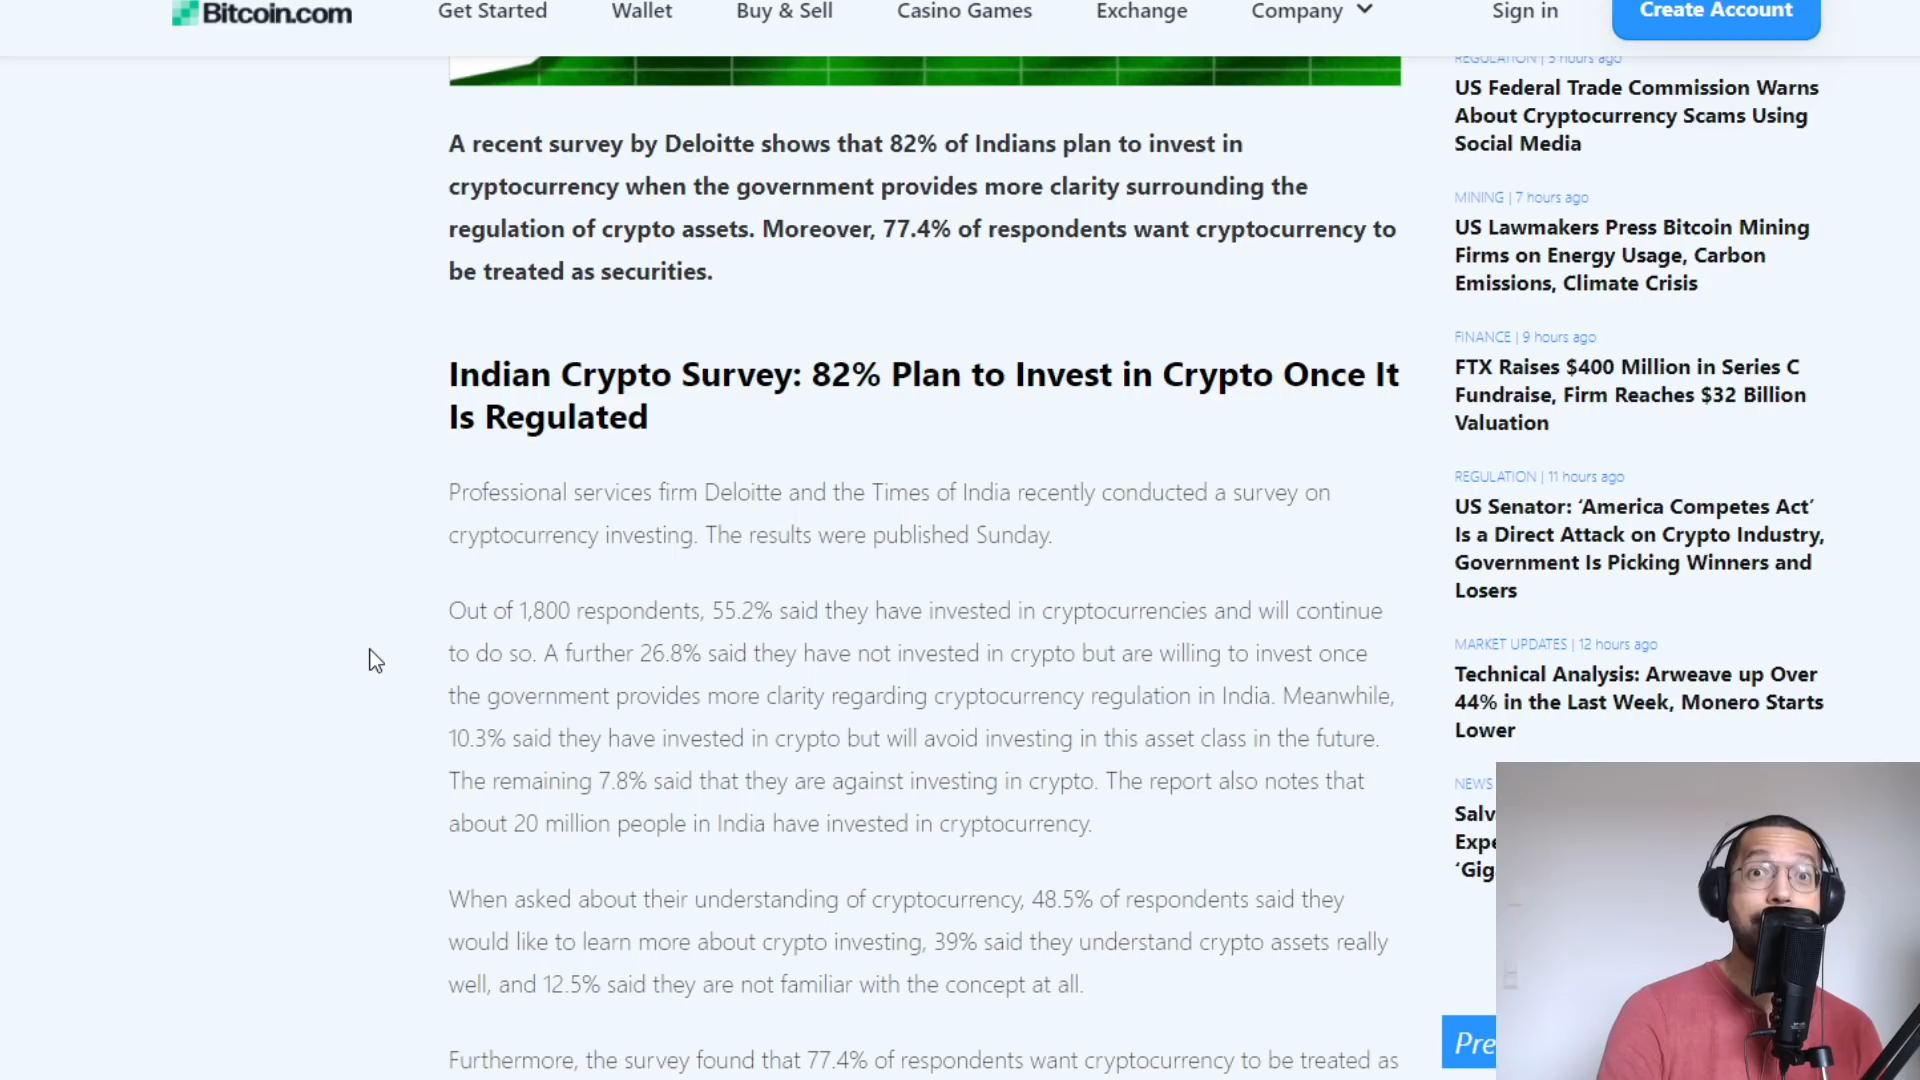 Bitcoin.com
Get Started
Wallet
Buy & Sell
Casino Games
Exchange
Company
Sign in
Create Account
A recent survey by Deloitte shows that 82% of Indians plan to invest in
cryptocurrency when the government provides more clarity surrounding the
regulation of crypto assets. Moreover, 77.4% of respondents want cryptocurrency to
be treated as securities.
Indian Crypto Survey: 82% Plan to Invest in Crypto Once It
Is Regulated
Professional services firm Deloitte and the Times of India recently conducted a survey on
cryptocurrency investing. The results were published Sunday.
Out of 1,800 respondents, 55.2% said they have invested in cryptocurrencies and will continue
to do so. A further 26.8% said they have not invested in crypto but are willing to invest once
the government provides more clarity regarding cryptocurrency regulation in India. Meanwhile,
10.3% said they have invested in crypto but will avoid investing in this asset class in the future.
The remaining 7.8% said that they are against investing in crypto. The report also notes that
about 20 million people in India have invested in cryptocurrency.
When asked about their understanding of cryptocurrency, 48.5% of respondents said they
would like to learn more about crypto investing, 39% said they understand crypto assets really
well, and 12.5% said they are not familiar with the concept at all.
Furthermore, the survey found that 77.4% of respondents want cryptocurrency to be treated as
REGULATION | 5 hours ago
US Federal Trade Commission Warns
About Cryptocurrency Scams Using
Social Media
MINING | 7 hours ago
US Lawmakers Press Bitcoin Mining
Firms on Energy Usage, Carbon
Emissions, Climate Crisis
FINANCE | 9 hours ago
FTX Raises $400 Million in Series C
Fundraise, Firm Reaches $32 Billion
Valuation
REGULATION | 11 hours ago
US Senator: ‘America Competes Act’
Is a Direct Attack on Crypto Industry,
Government Is Picking Winners and
Losers
MARKET UPDATES | 12 hours ago
Technical Analysis: Arweave up Over
44% in the Last Week, Monero Starts
Lower
NEWS
Salv
Expe
‘Gig
Pre